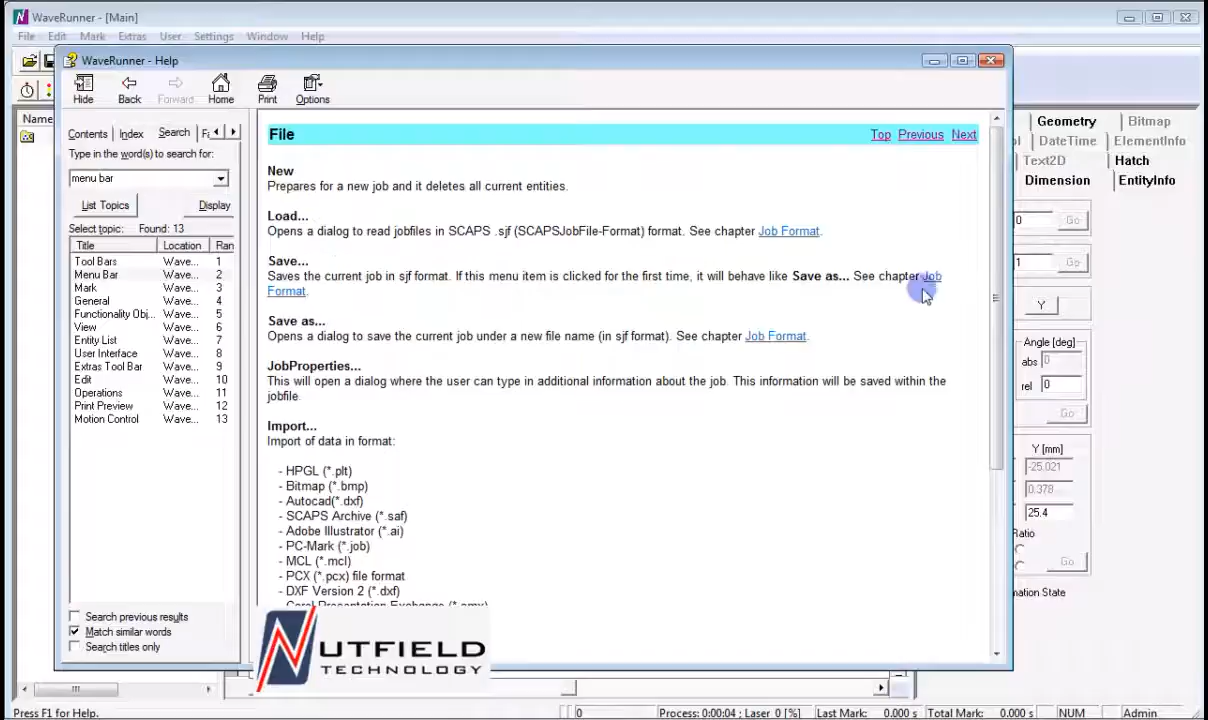 WaveRunner - [Main]
File Edit Mark Extras User Settings Window Help
WaveRunner - Help
Hide Back Forward Home Print Options
Contents Index Search
Type in the word(s) to search for:
menu bar
List Topics Display
Select topic: Found: 13
Title Location Ran
Tool Bars Wave... 1
Menu Bar Wave... 2
Mark Wave... 3
General Wave... 4
Functionality Obj... Wave... 5
View Wave... 6
Entity List Wave... 7
User Interface Wave... 8
Extras Tool Bar Wave... 9
Edit Wave... 10
Operations Wave... 11
Print Preview Wave... 12
Motion Control Wave... 13
Search previous results
Match similar words
Search titles only
File Top Previous Next
New
Prepares for a new job and it deletes all current entities.
Load...
Opens a dialog to read jobfiles in SCAPS .sjf (SCAPSJobFile-Format) format. See chapter Job Format.
Save...
Saves the current job in sjf format. If this menu item is clicked for the first time, it will behave like Save as... See chapter Job
Format.
Save as...
Opens a dialog to save the current job under a new file name (in sjf format). See chapter Job Format.
JobProperties...
This will open a dialog where the user can type in additional information about the job. This information will be saved within the
jobfile.
Import...
Import of data in format:
- HPGL (*.plt)
- Bitmap (*.bmp)
- Autocad(*.dxf)
- SCAPS Archive (*.saf)
- Adobe Illustrator (*.ai)
- PC-Mark (*.job)
- MCL (*.mcl)
- PCX (*.pcx) file format
- DXF Version 2 (*.dxf)
NUTFIELD
TECHNOLOGY
Name
Geometry Bitmap
DateTime ElementInfo
Text2D Hatch
Dimension EntityInfo
0 Go
1 Go
Y
Angle [deg]
abs 0
rel 0
Go
Y [mm]
-25.021
0.378
25.4
Ratio
Go
mation State
Press F1 for Help. 0 Process: 0:00:04 ; Laser 0 [%] Last Mark: 0.000 s Total Mark: 0.000 s NUM Admin